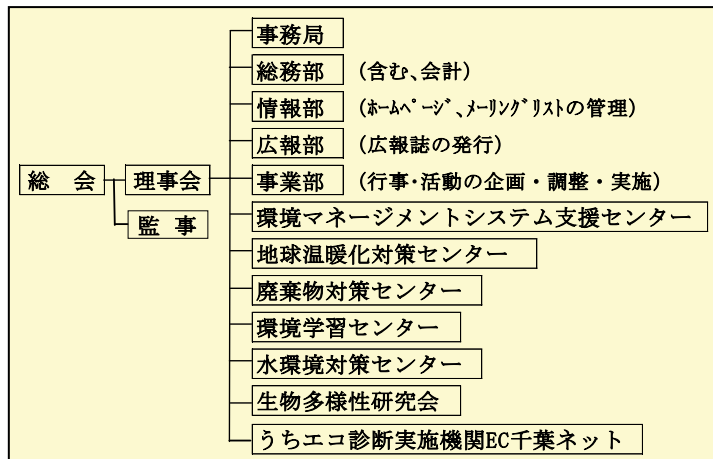 事務局
総務部 (含む、会計)
情報部 (ﾎｰﾑﾍﾟｰｼﾞ、ﾒｰﾘﾝｸﾞﾘｽﾄの管理)
広報部 (広報誌の発行)
総 会 理事会 事業部 (行事・活動の企画・調整・実施)
監 事 環境マネージメントシステム支援センター
地球温暖化対策センター
廃棄物対策センター
環境学習センター
水環境対策センター
生物多様性研究会
うちエコ診断実施機関EC千葉ネット